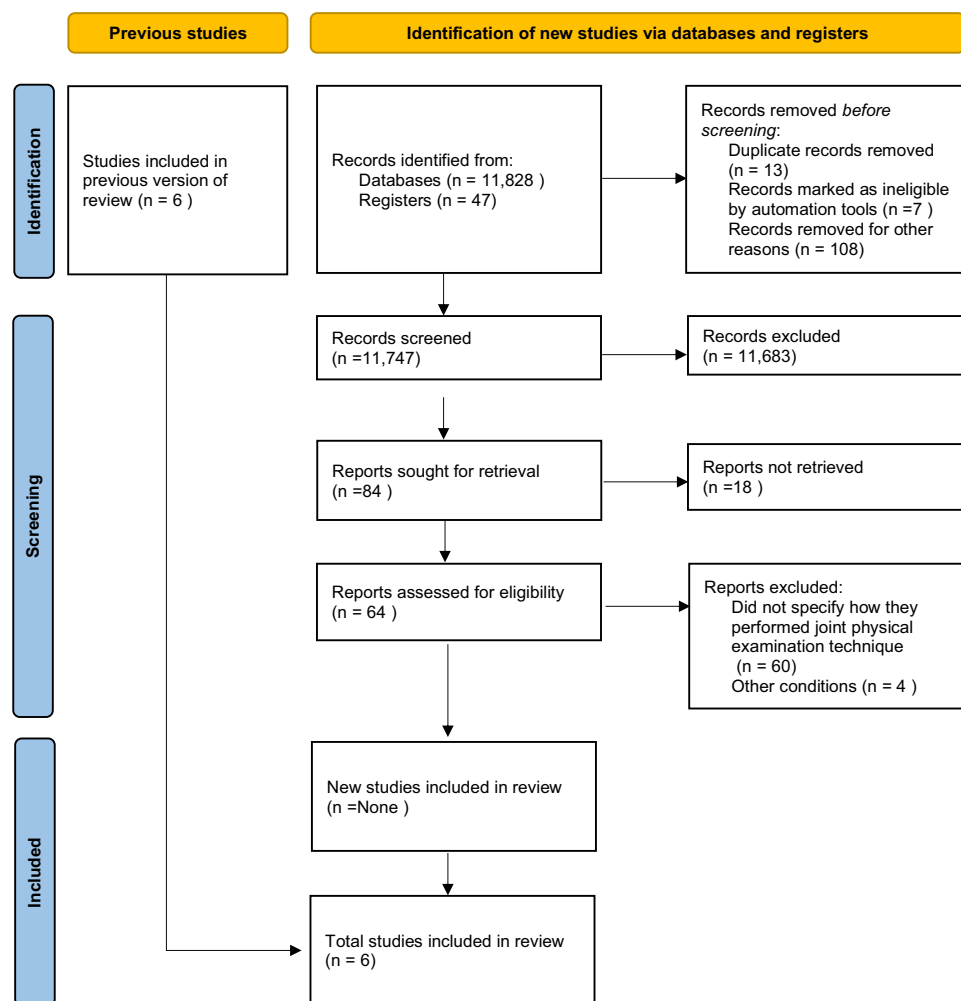 Previous studies
Identification of new studies via databases and registers
Identification
Studies included in
previous version of
review (n = 6 )
Records identified from:
Databases (n = 11,828 )
Registers (n = 47)
Records removed before
screening:
Duplicate records removed
(n = 13)
Records marked as ineligible
by automation tools (n =7 )
Records removed for other
reasons (n = 108)
Screening
Records screened
(n =11,747)
Records excluded
(n = 11,683)
Reports sought for retrieval
(n =84 )
Reports not retrieved
(n =18 )
Reports assessed for eligibility
(n = 64 )
Reports excluded:
Did not specify how they
performed joint physical
examination technique
(n = 60)
Other conditions (n = 4 )
Included
New studies included in review
(n =None )
Total studies included in review
(n = 6)